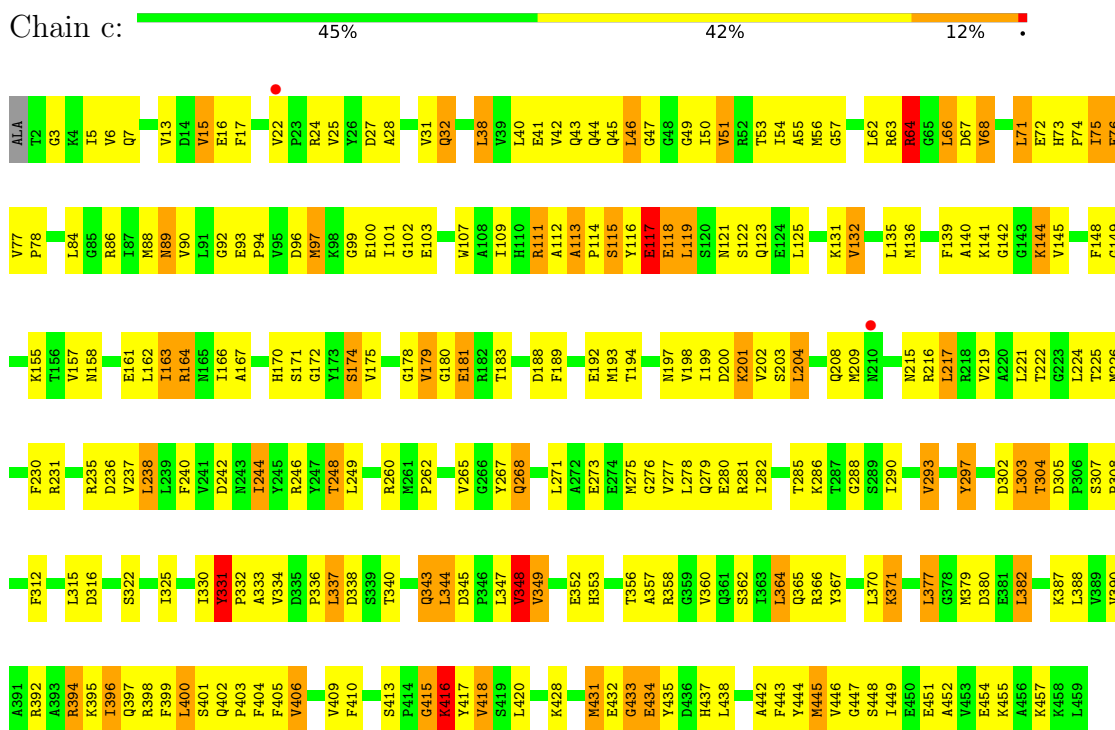 Chain c:
45% 42% 12% •
ALA T2 G3 K4 I5 V6 Q7 V13 D14 V15 E16 F17 V22 P23 R24 V25 Y26 D27 A28 V31 Q32 L38 V39 L40 E41 V42 Q43 Q44 Q45 L46 G47 G48 G49 I50 V51 R52 T53 I54 A55 M56 G57 L62 R63 R64 G65 L66 D67 V68 L71 E72 H73 P74 I75 E76
V77 P78 L84 G85 R86 I87 M88 N89 V90 L91 G92 E93 P94 V95 D96 M97 K98 G99 E100 I101 G102 E103 W107 A108 I109 H110 R111 A112 A113 P114 S115 Y116 E117 E118 L119 S120 N121 S122 Q123 E124 L125 K131 V132 L135 M136 F139 A140 K141 G142 G143 K144 V145 F148 G149
K155 T156 V157 N158 E161 L162 I163 R164 N165 I166 A167 H170 S171 G172 Y173 S174 V175 G178 V179 G180 E181 R182 T183 D188 F189 E192 M193 T194 N197 V198 I199 D200 K201 V202 S203 L204 Q208 M209 N210 N215 R216 L217 R218 V219 A220 L221 T222 G223 L224 T225 M226
F230 R231 R235 D236 V237 L238 L239 F240 V241 D242 N243 I244 Y245 R246 Y247 T248 L249 R260 M261 P262 V265 G266 Y267 Q268 L271 A272 E273 E274 M275 G276 V277 L278 Q279 E280 R281 I282 T285 K286 T287 G288 S289 I290 V293 Y297 D302 L303 T304 D305 P306 S307 P308
F312 L315 D316 S322 I325 I330 Y331 P332 A333 V334 D335 P336 L337 D338 S339 T340 Q343 L344 D345 P346 L347 V348 V349 E352 H353 T356 A357 R358 G359 V360 Q361 S362 I363 L364 Q365 R366 Y367 L370 K371 L377 G378 M379 D380 E381 L382 K387 L388 V389 V390
A391 R392 A393 R394 K395 I396 Q397 R398 F399 L400 S401 Q402 P403 F404 F405 V406 V409 F410 S413 P414 G415 K416 Y417 V418 S419 L420 K428 M431 E432 G433 E434 Y435 D436 H437 L438 A442 F443 Y444 M445 V446 G447 S448 I449 E450 E451 A452 V453 E454 K455 A456 K457 K458 L459